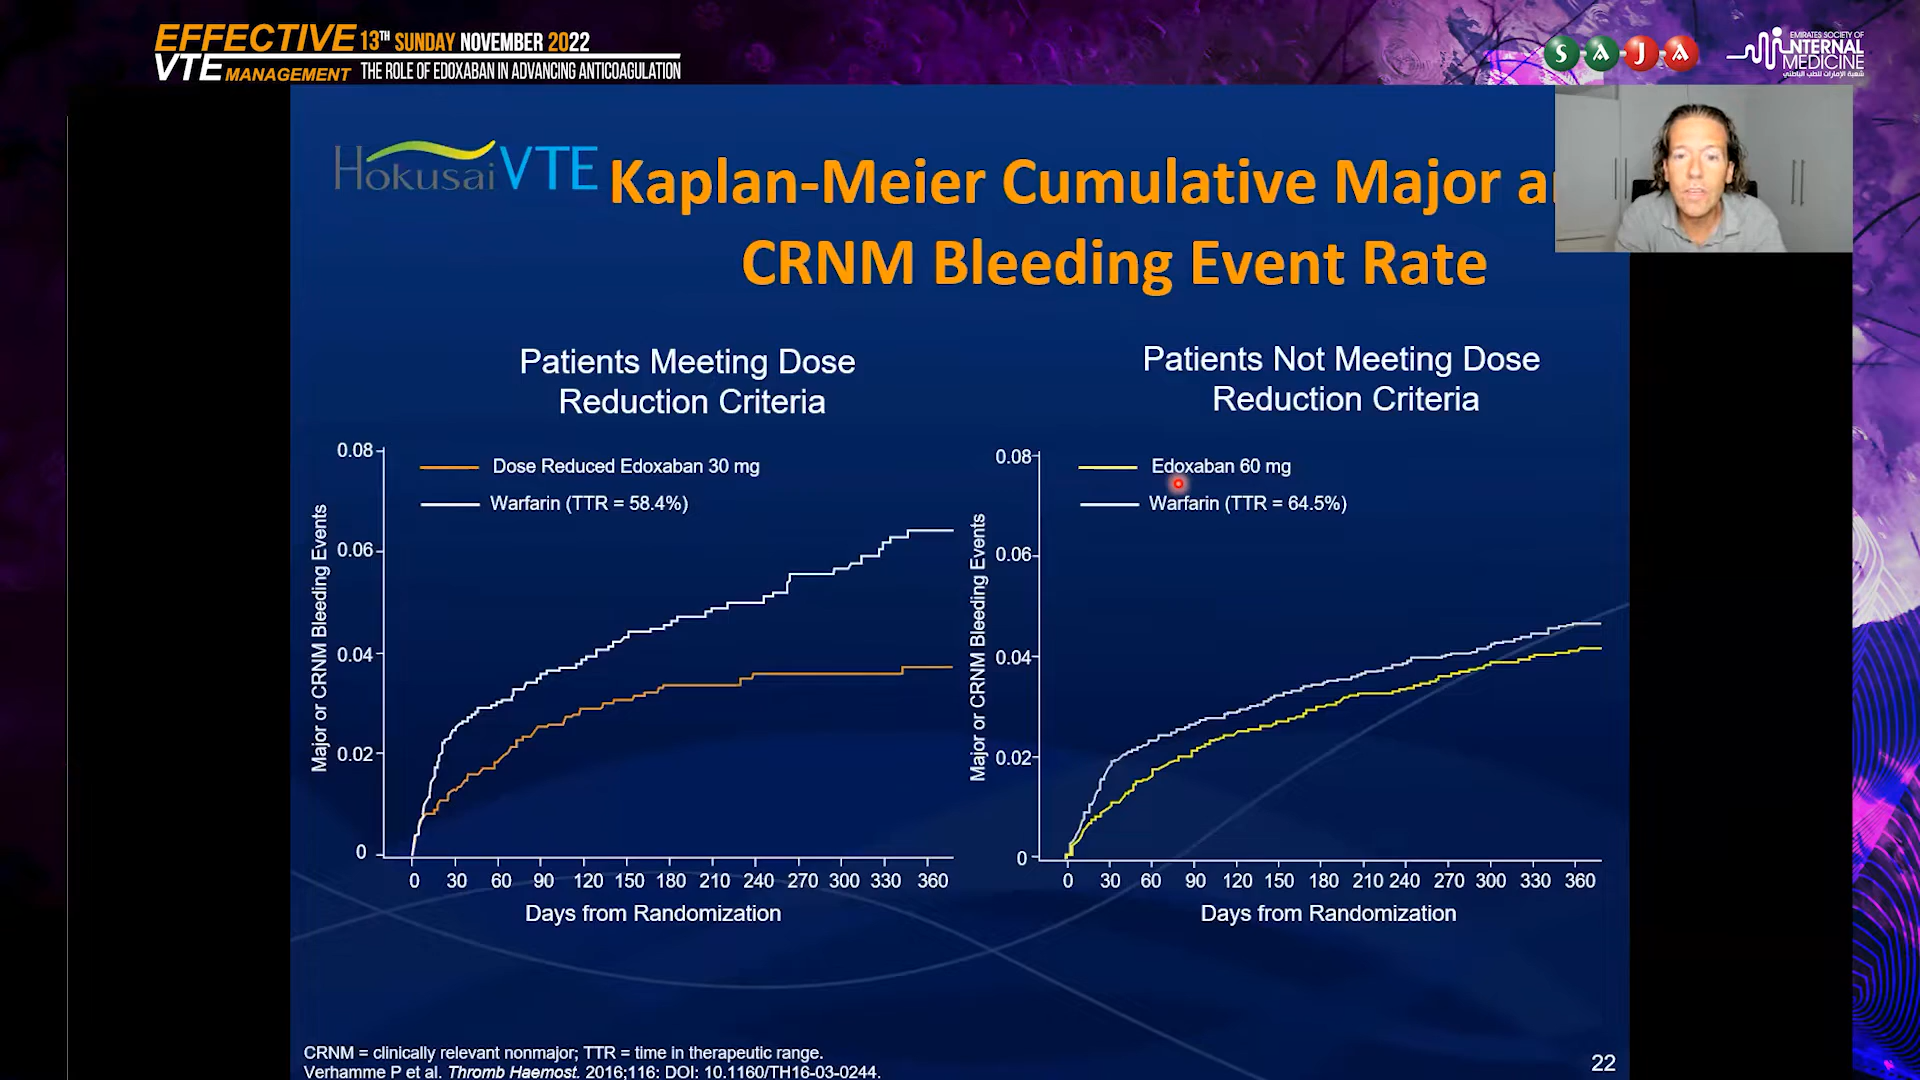 EFFECTIVE 13TH SUNDAY NOVEMBER 2022
VTE MANAGEMENT THE ROLE OF EDOXABAN IN ADVANCING ANTICOAGULATION
SAJA
EMIRATES SOCIETY OF
INTERNAL
MEDICINE
شعبة الإمارات للطب الباطني
Hokusai VTE
Kaplan-Meier Cumulative Major
CRNM Bleeding Event Rate
Patients Meeting Dose
Reduction Criteria
0.08
0.06
0.04
0.02
0
Major or CRNM Bleeding Events
Dose Reduced Edoxaban 30 mg
Warfarin (TTR = 58.4%)
0 30 60 90 120 150 180 210 240 270 300 330 360
Days from Randomization
Patients Not Meeting Dose
Reduction Criteria
0.08
0.06
0.04
0.02
0
Major or CRNM Bleeding Events
Edoxaban 60 mg
Warfarin (TTR = 64.5%)
0 30 60 90 120 150 180 210 240 270 300 330 360
Days from Randomization
CRNM = clinically relevant nonmajor; TTR = time in therapeutic range.
Verhamme P et al. Thromb Haemost. 2016;116: DOI: 10.1160/TH16-03-0244.
22